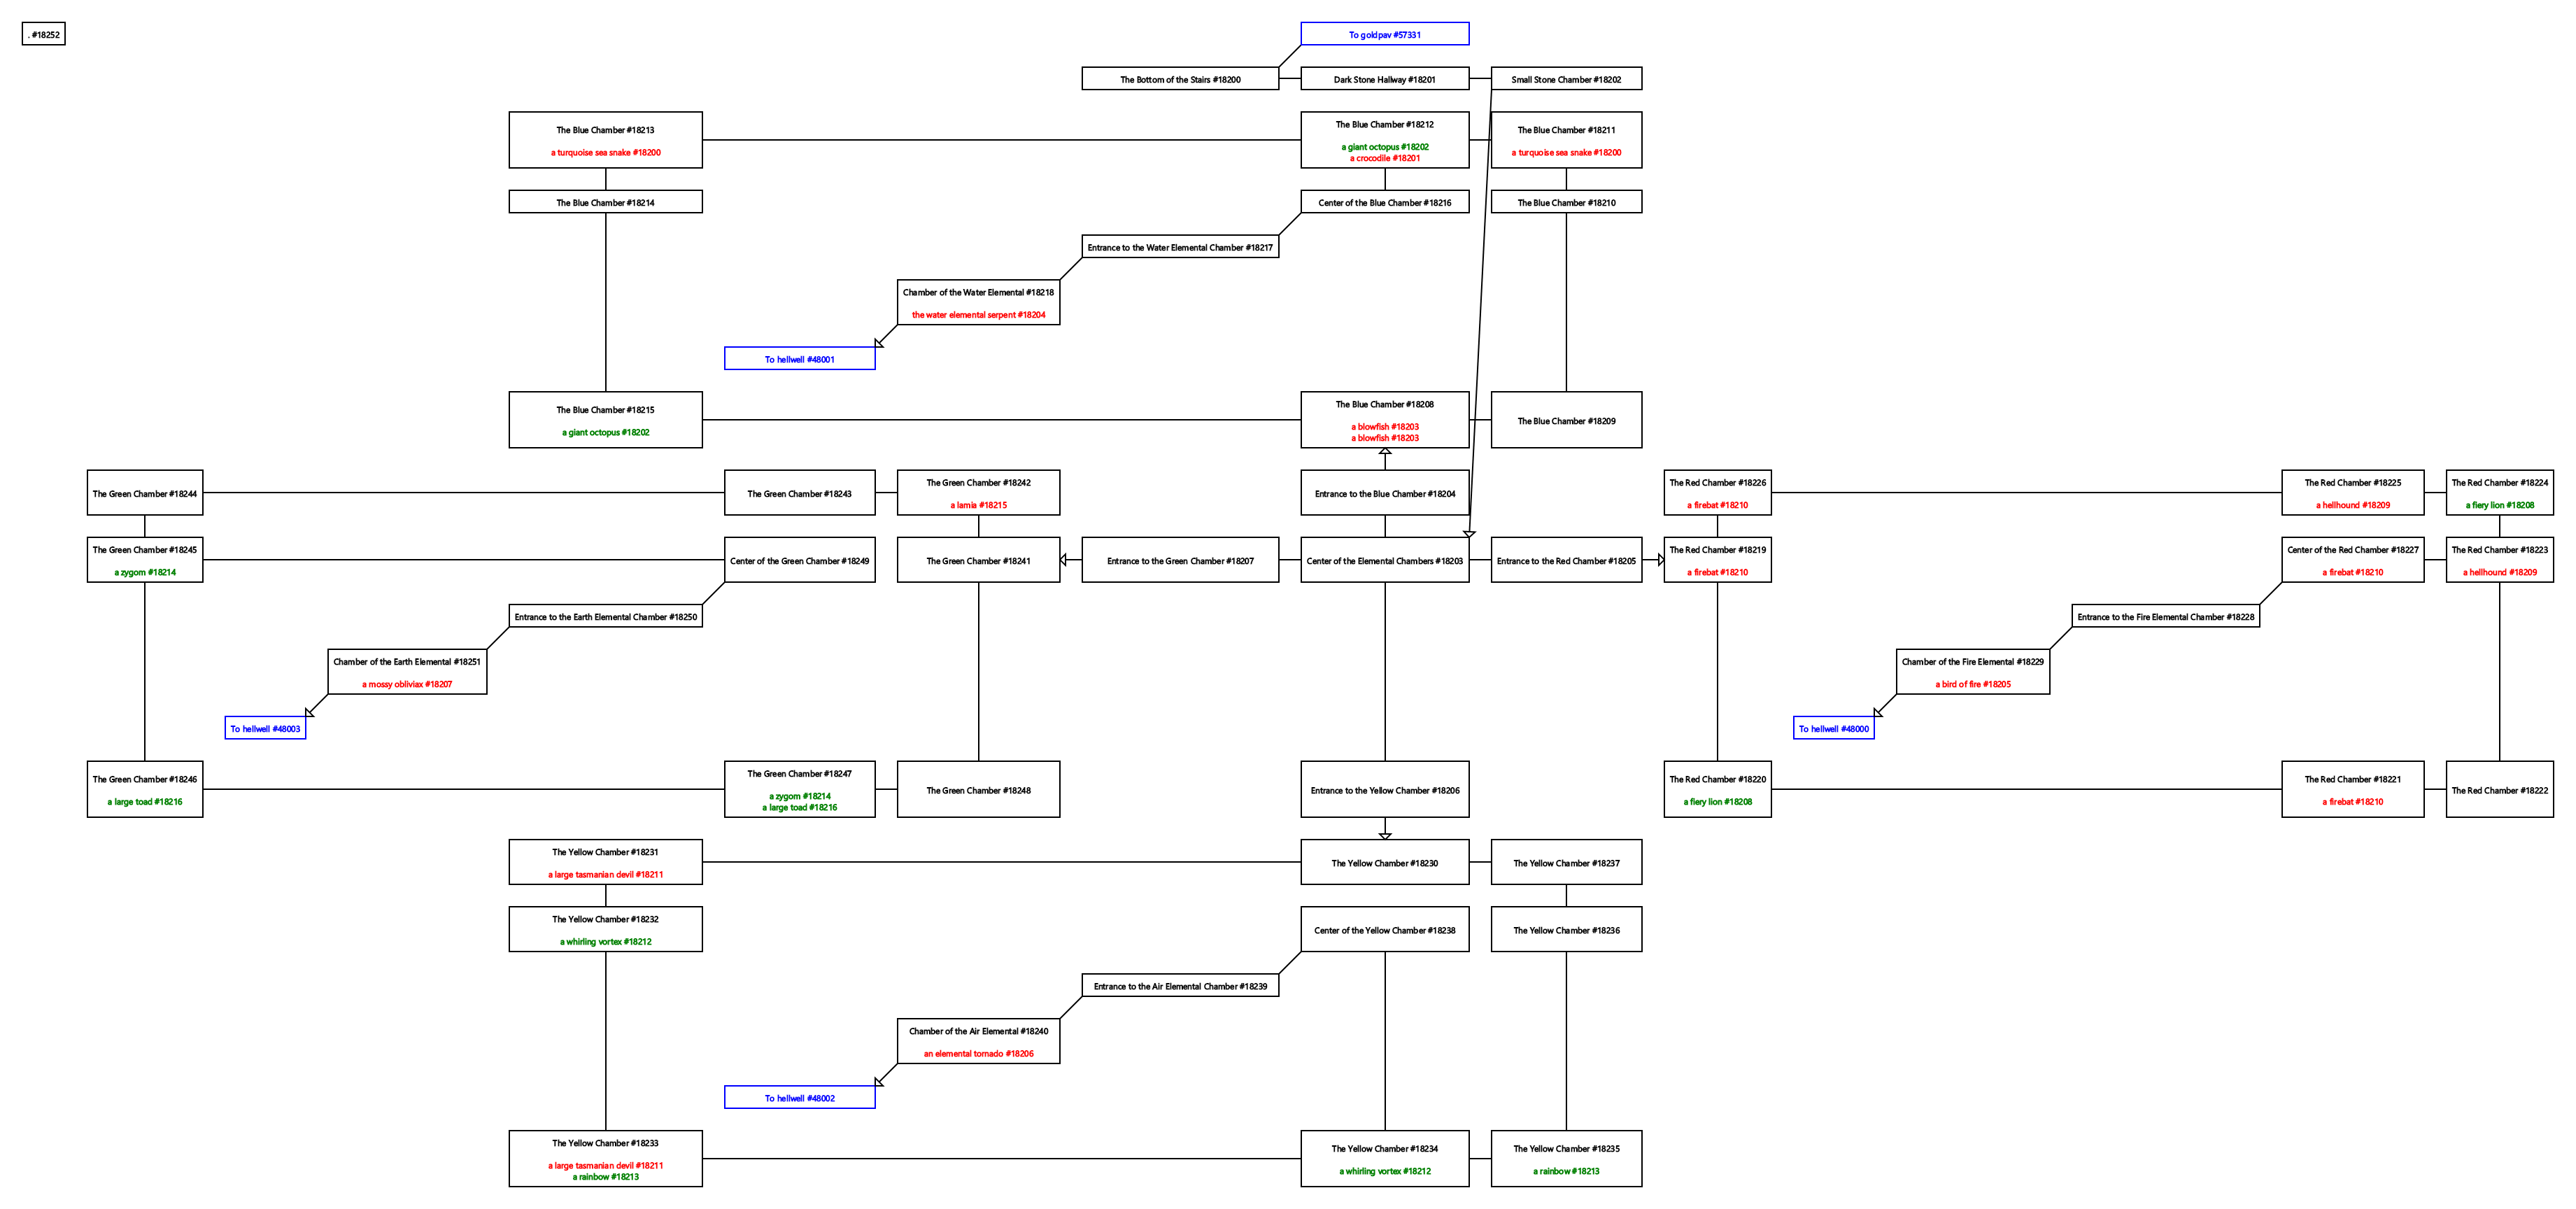 . #18252
To goldpav #57331
The Bottom of the Stairs #18200
Dark Stone Hallway #18201
Small Stone Chamber #18202
The Blue Chamber #18213
a turquoise sea snake #18200
The Blue Chamber #18212
a giant octopus #18202
a crocodile #18201
The Blue Chamber #18211
a turquoise sea snake #18200
The Blue Chamber #18214
Center of the Blue Chamber #18216
The Blue Chamber #18210
Entrance to the Water Elemental Chamber #18217
Chamber of the Water Elemental #18218
the water elemental serpent #18204
To hellwell #48001
The Blue Chamber #18215
a giant octopus #18202
The Blue Chamber #18208
a blowfish #18203
a blowfish #18203
The Blue Chamber #18209
The Green Chamber #18244
The Green Chamber #18243
The Green Chamber #18242
a lamia #18215
Entrance to the Blue Chamber #18204
The Red Chamber #18226
a firebat #18210
The Red Chamber #18225
a hellhound #18209
The Red Chamber #18224
a fiery lion #18208
The Green Chamber #18245
a zygom #18214
Center of the Green Chamber #18249
The Green Chamber #18241
Entrance to the Green Chamber #18207
Center of the Elemental Chambers #18203
Entrance to the Red Chamber #18205
The Red Chamber #18219
a firebat #18210
Center of the Red Chamber #18227
a firebat #18210
The Red Chamber #18223
a hellhound #18209
Entrance to the Earth Elemental Chamber #18250
Entrance to the Fire Elemental Chamber #18228
Chamber of the Earth Elemental #18251
a mossy obliviax #18207
Chamber of the Fire Elemental #18229
a bird of fire #18205
To hellwell #48003
To hellwell #48000
The Green Chamber #18246
a large toad #18216
The Green Chamber #18247
a zygom #18214
a large toad #18216
The Green Chamber #18248
Entrance to the Yellow Chamber #18206
The Red Chamber #18220
a fiery lion #18208
The Red Chamber #18221
a firebat #18210
The Red Chamber #18222
The Yellow Chamber #18231
a large tasmanian devil #18211
The Yellow Chamber #18230
The Yellow Chamber #18237
The Yellow Chamber #18232
a whirling vortex #18212
Center of the Yellow Chamber #18238
The Yellow Chamber #18236
Entrance to the Air Elemental Chamber #18239
Chamber of the Air Elemental #18240
an elemental tornado #18206
To hellwell #48002
The Yellow Chamber #18233
a large tasmanian devil #18211
a rainbow #18213
The Yellow Chamber #18234
a whirling vortex #18212
The Yellow Chamber #18235
a rainbow #18213